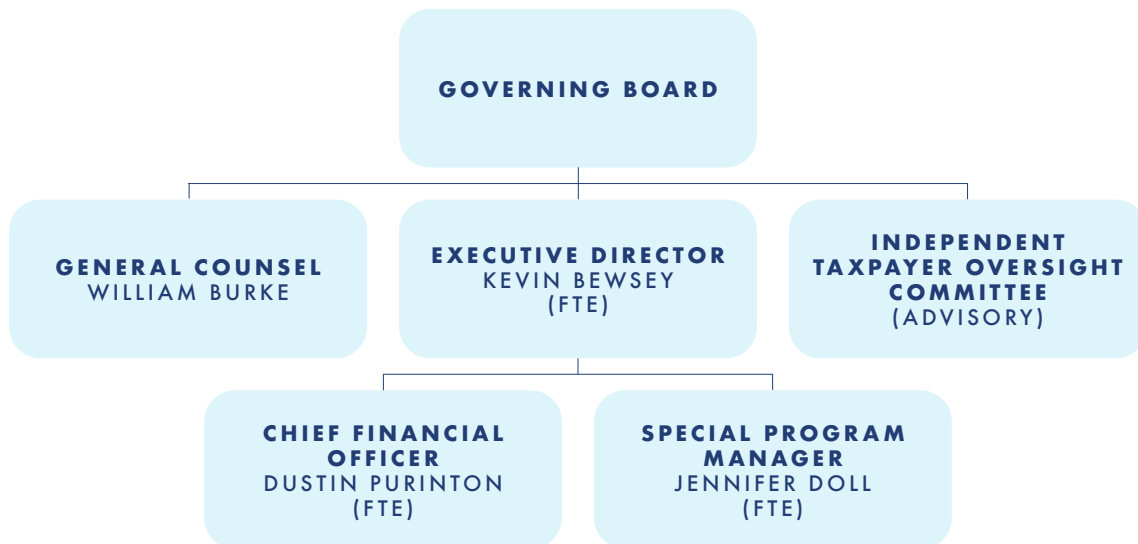 GOVERNING BOARD
GENERAL COUNSEL
WILLIAM BURKE
EXECUTIVE DIRECTOR
KEVIN BEWSEY
(FTE)
INDEPENDENT
TAXPAYER OVERSIGHT
COMMITTEE
(ADVISORY)
CHIEF FINANCIAL
OFFICER
DUSTIN PURINTON
(FTE)
SPECIAL PROGRAM
MANAGER
JENNIFER DOLL
(FTE)